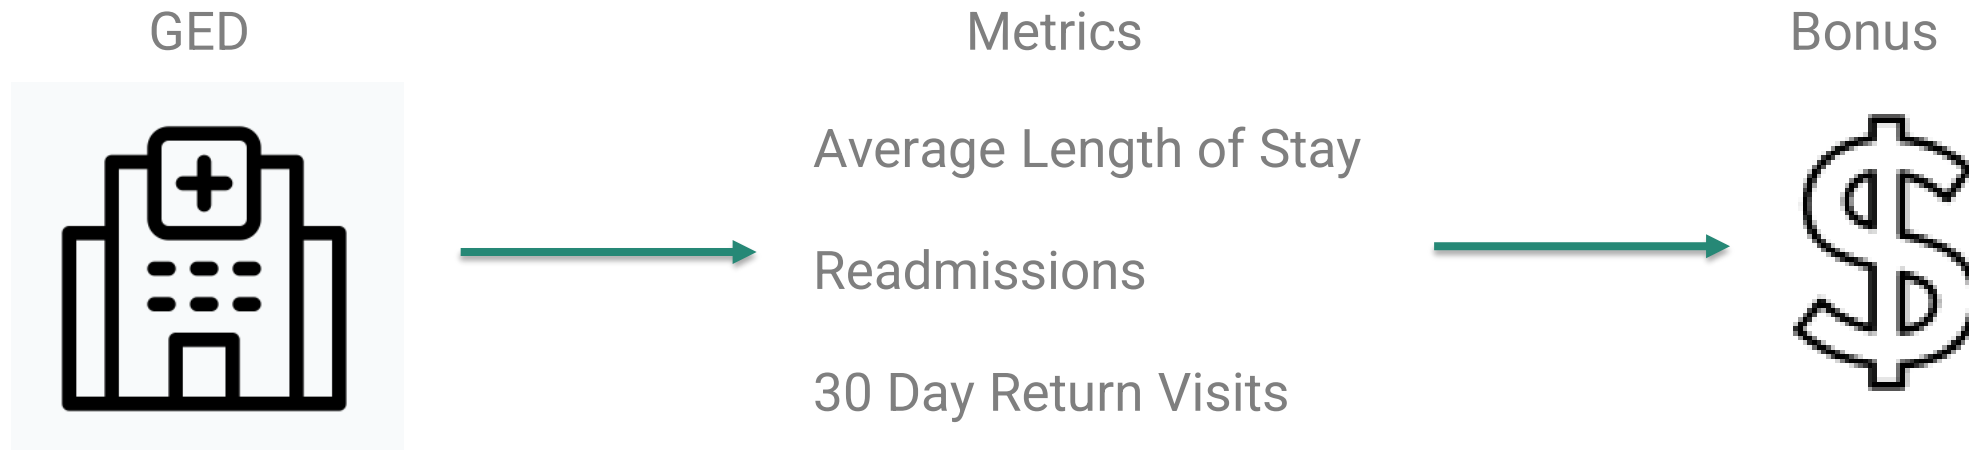 GED
Metrics
Bonus
Average Length of Stay
Readmissions
30 Day Return Visits